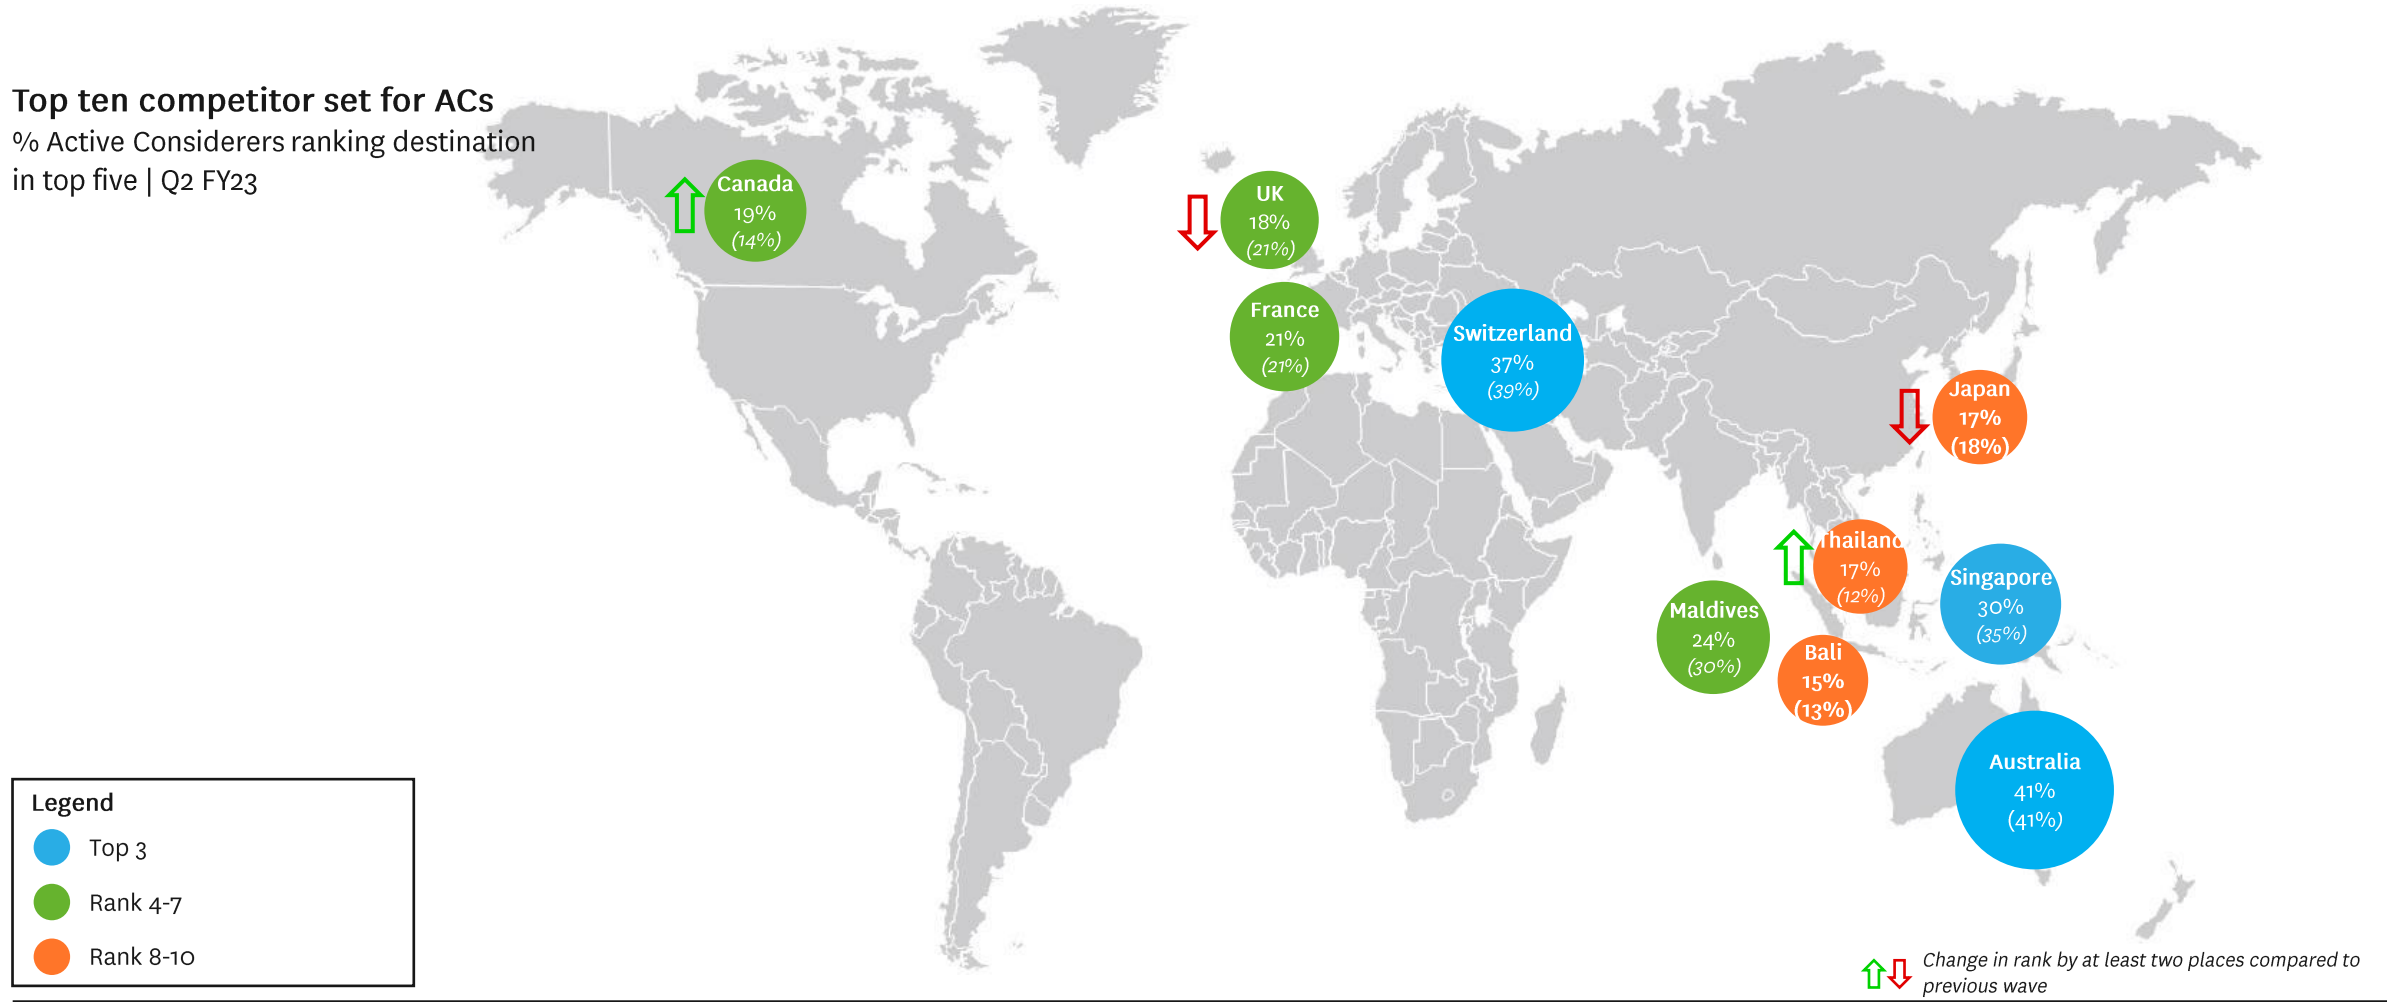 Top ten competitor set for ACs
% Active Considerers ranking destination
in top five | Q2 FY23
Canada
19%
(14%)
UK
18%
(21%)
France
21%
(21%)
Switzerland
37%
(39%)
Japan
17%
(18%)
Thailand
17%
(12%)
Singapore
30%
(35%)
Maldives
24%
(30%)
Bali
15%
(13%)
Australia
41%
(41%)
Legend
Top 3
Rank 4-7
Rank 8-10
Change in rank by at least two places compared to
previous wave